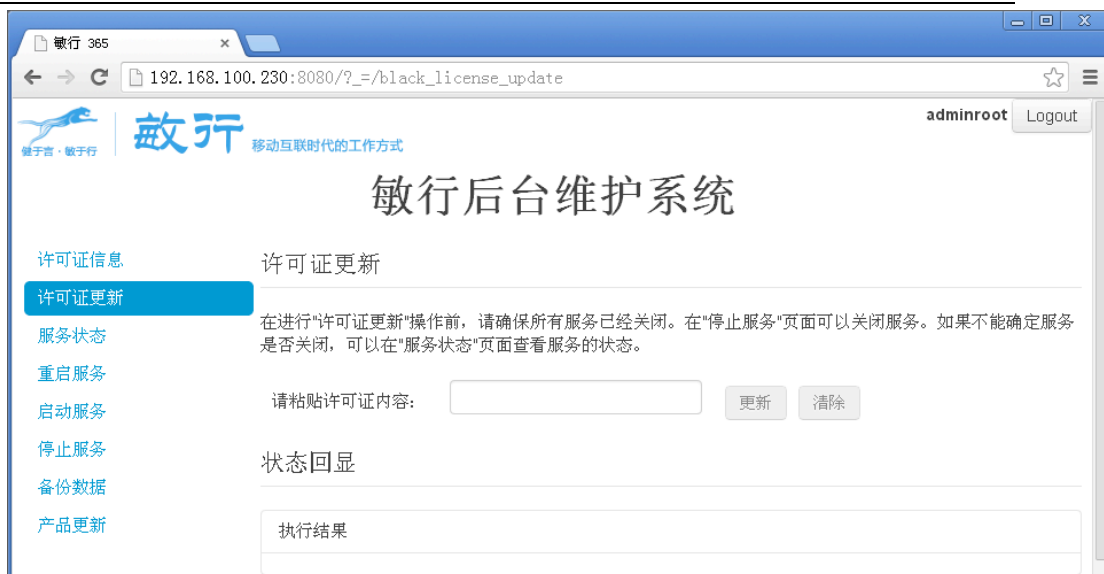 敏行 365
192.168.100.230:8080/?_=/black_license_update
adminroot Logout
健于言·敏于行
敏行 移动互联时代的工作方式
敏行后台维护系统
许可证信息
许可证更新
服务状态
重启服务
启动服务
停止服务
备份数据
产品更新
许可证更新
在进行"许可证更新"操作前，请确保所有服务已经关闭。在"停止服务"页面可以关闭服务。如果不能确定服务
是否关闭，可以在"服务状态"页面查看服务的状态。
请粘贴许可证内容: 更新 清除
状态回显
执行结果